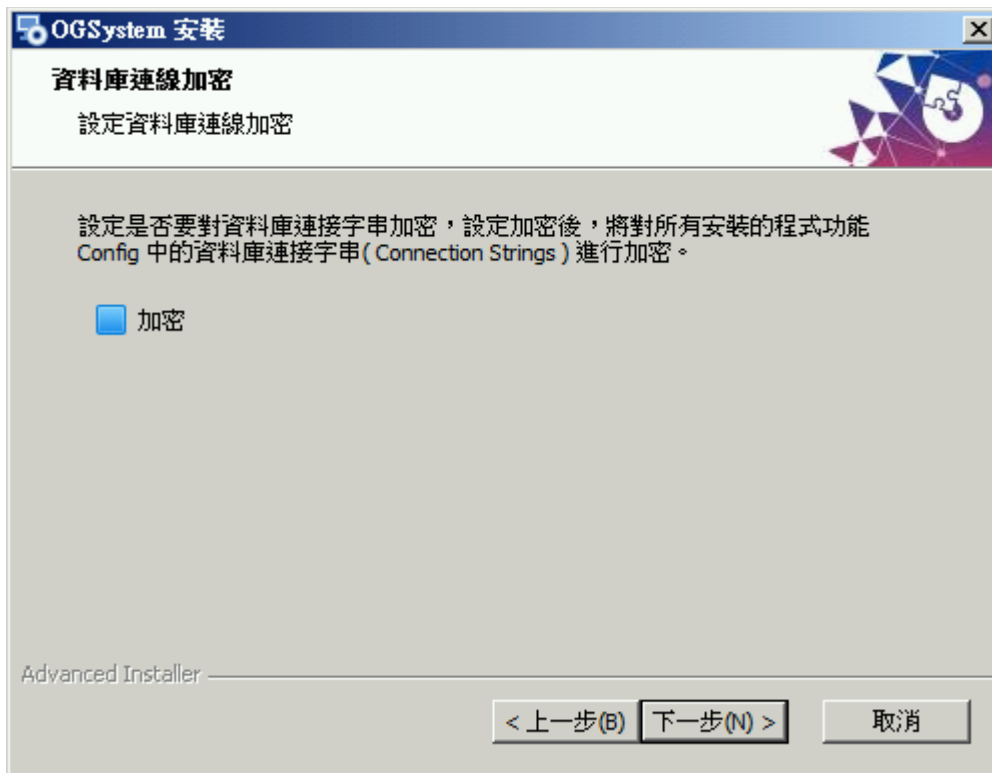 OGSystem 安裝
資料庫連線加密
設定資料庫連線加密
設定是否要對資料庫連接字串加密，設定加密後，將對所有安裝的程式功能
Config 中的資料庫連接字串( Connection Strings ) 進行加密。
加密
Advanced Installer
< 上一步(B) 下一步(N) > 取消